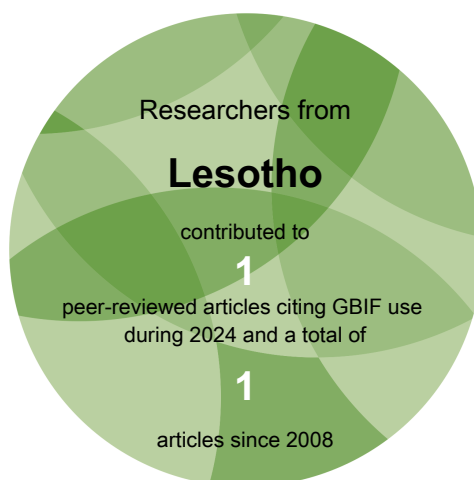 Researchers from
Lesotho
contributed to
1
peer-reviewed articles citing GBIF use
during 2024 and a total of
1
articles since 2008